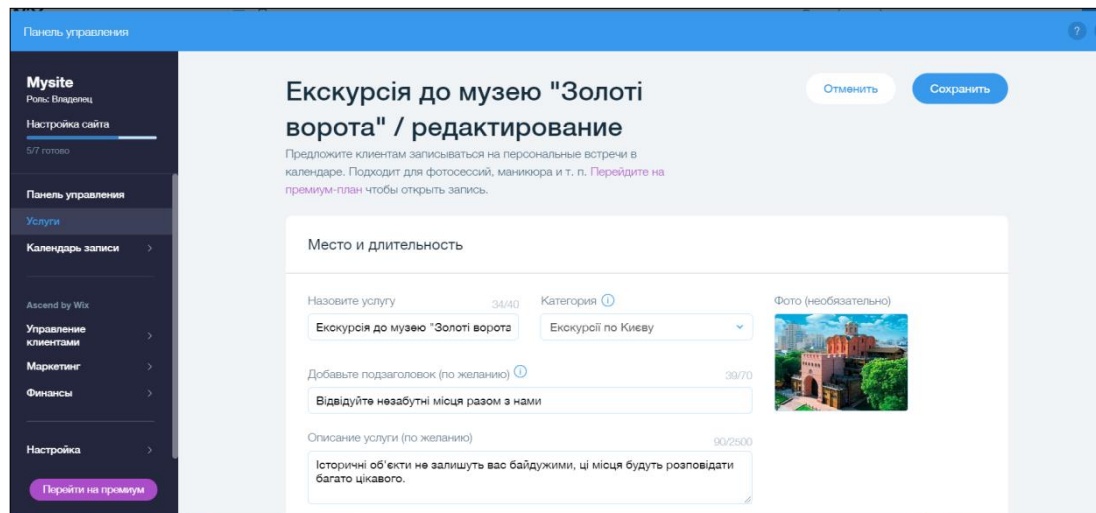 Панель управления
?
Mysite
Роль: Владелец
Настройка сайта
5/7 готово
Панель управления
Услуги
Календарь записи
Ascend by Wix
Управление
клиентами
Маркетинг
Финансы
Настройка
Перейти на премиум
Екскурсія до музею "Золоті
ворота" / редактирование
Отменить
Сохранить
Предложите клиентам записываться на персональные встречи в
календаре. Подходит для фотосессий, маникюра и т. п. Перейдите на
премиум-план чтобы открыть запись.
Место и длительность
Назовите услугу 34/40
Екскурсія до музею "Золоті ворота
Категория
Екскурсії по Києву
Фото (необязательно)
Добавьте подзаголовок (по желанию) 39/70
Відвідуйте незабутні місця разом з нами
Описание услуги (по желанию) 90/2500
Історичні об'єкти не залишуть вас байдужими, ці місця будуть розповідати
багато цікавого.